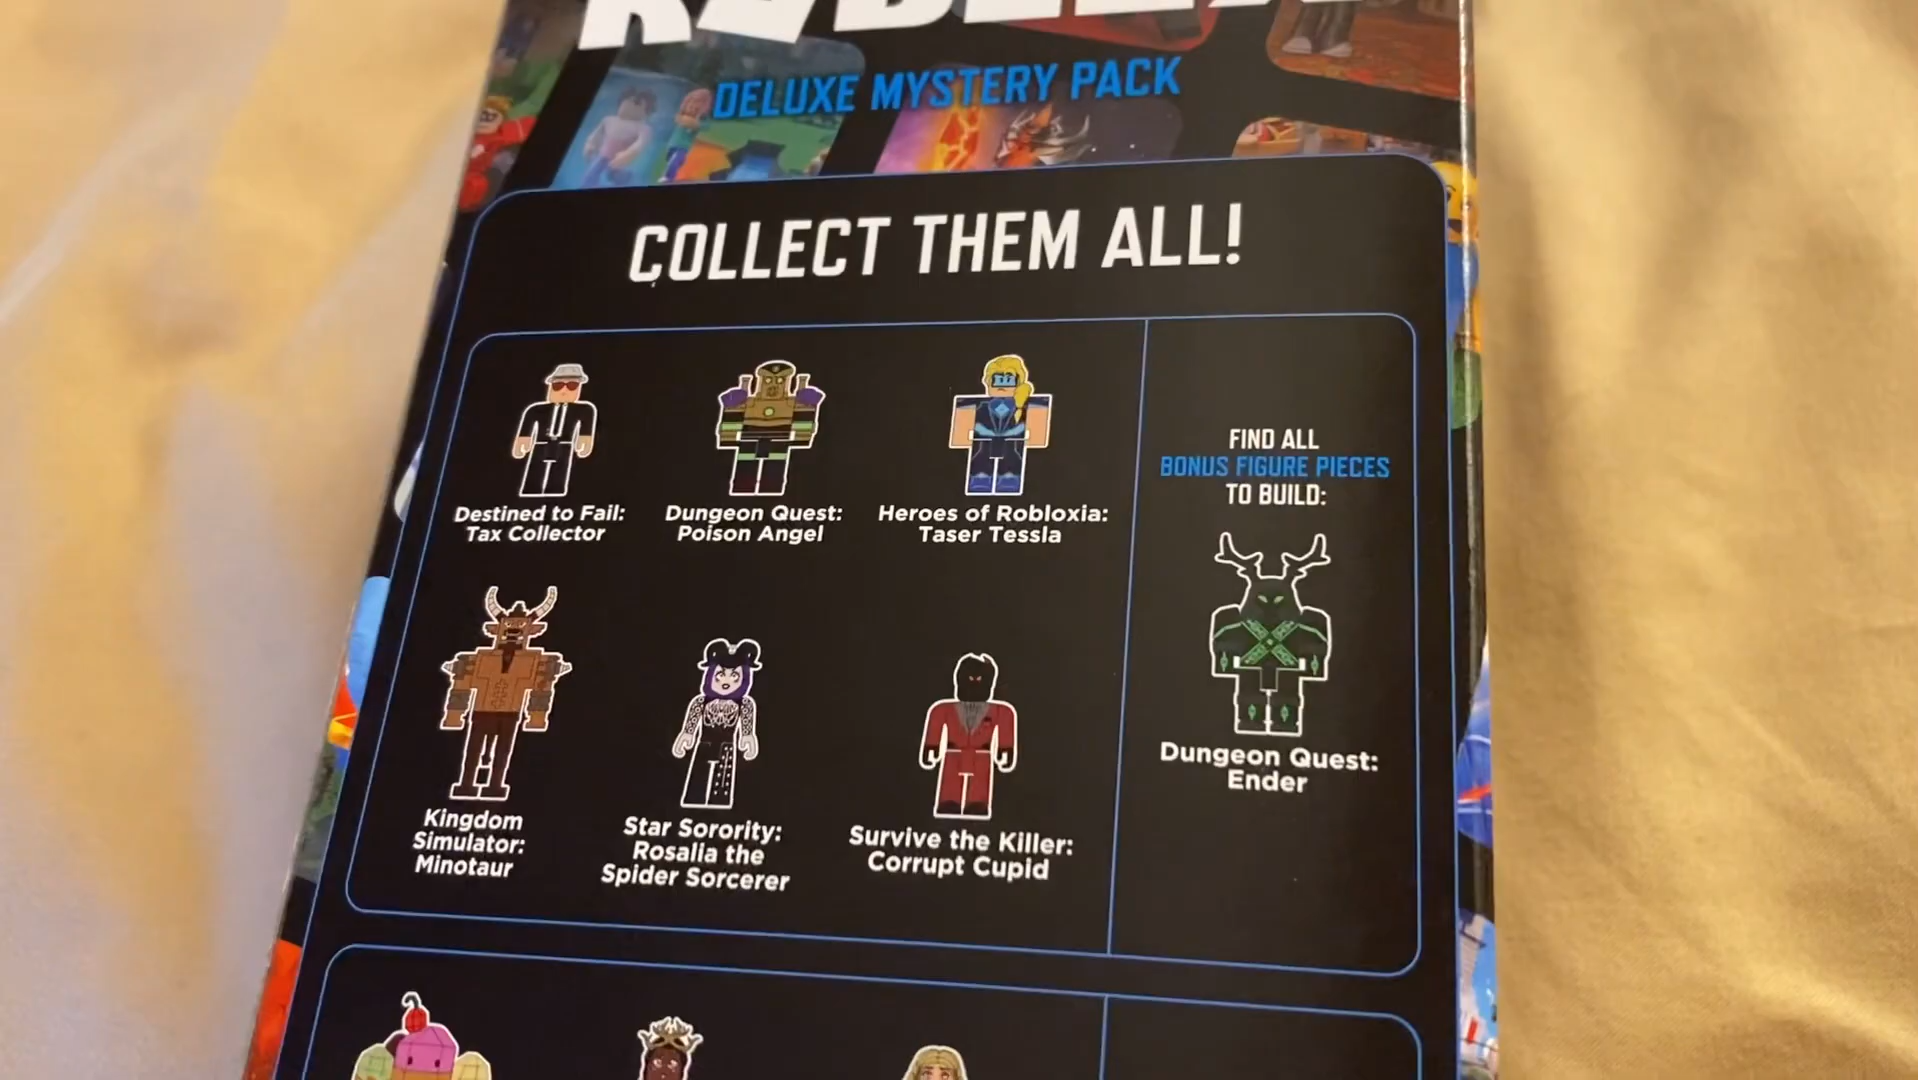 DELUXE MYSTERY PACK
COLLECT THEM ALL!
Destined to Fail:
Tax Collector
Dungeon Quest:
Poison Angel
Heroes of Robloxia:
Taser Tessla
Kingdom
Simulator:
Minotaur
Star Sorority:
Rosalia the
Spider Sorcerer
Survive the Killer:
Corrupt Cupid
FIND ALL
BONUS FIGURE PIECES
TO BUILD:
Dungeon Quest:
Ender